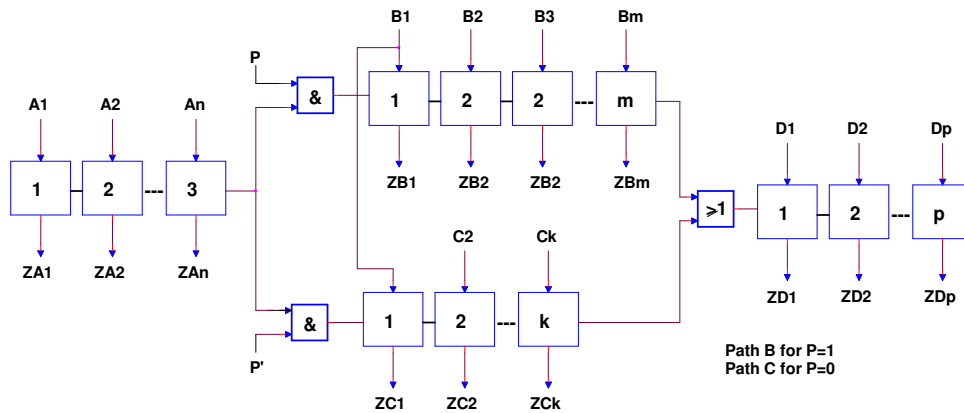 B1 B2 B3 Bm
P
& 1 2 2 --- m
A1 A2 An
D1 D2 Dp
ZB1 ZB2 ZB2 ZBm
1 2 --- 3
⩾1 1 2 --- p
C2 Ck
ZA1 ZA2 ZAn
ZD1 ZD2 ZDp
& 1 2 --- k
P'
Path B for P=1
Path C for P=0
ZC1 ZC2 ZCk